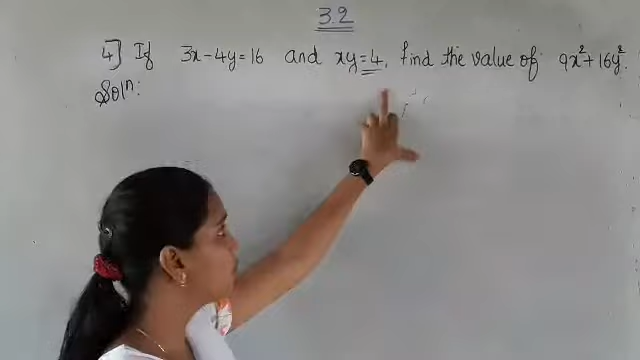 3.2
4] If 3x - 4y = 16 and xy = 4, find the value of 9x² + 16y².
Solⁿ: